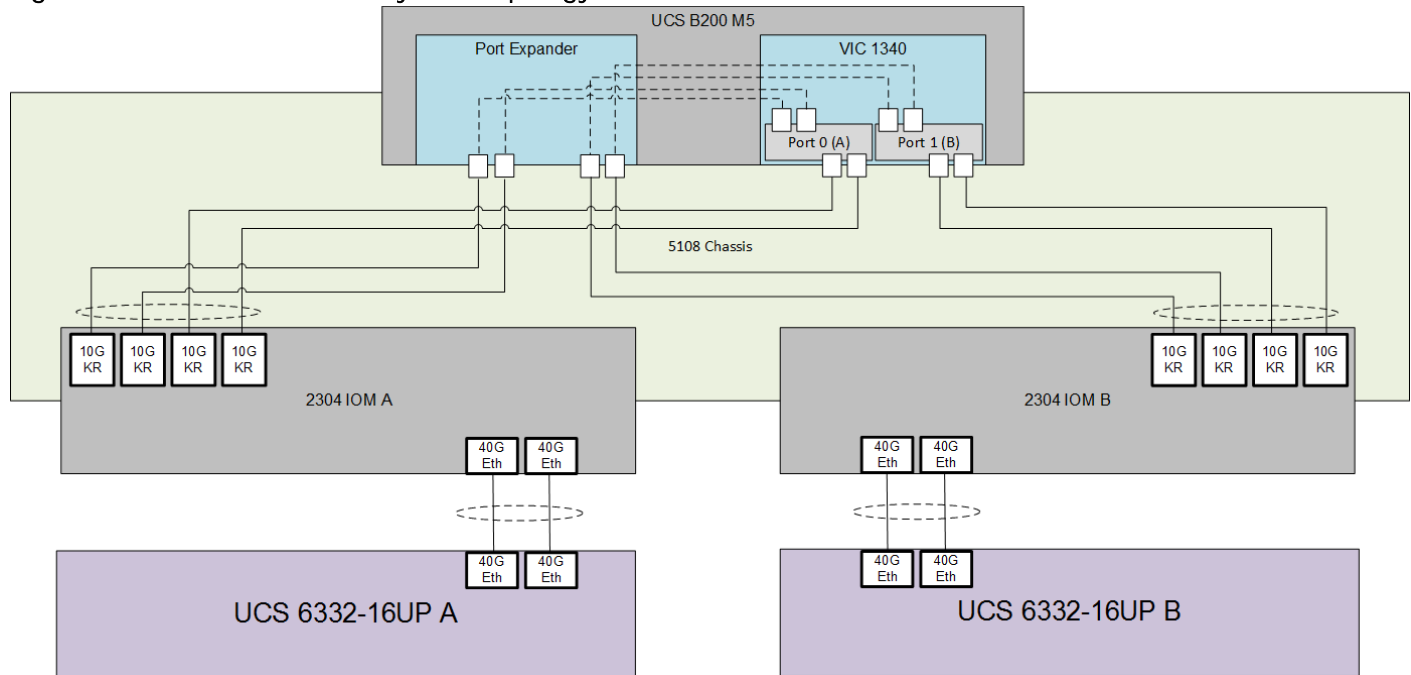 UCS B200 M5
Port Expander
VIC 1340
Port 0 (A)
Port 1 (B)
5108 Chassis
10G
KR
10G
KR
10G
KR
10G
KR
10G
KR
10G
KR
10G
KR
10G
KR
2304 IOM A
2304 IOM B
40G
Eth
40G
Eth
40G
Eth
40G
Eth
40G
Eth
40G
Eth
40G
Eth
40G
Eth
UCS 6332-16UP A
UCS 6332-16UP B